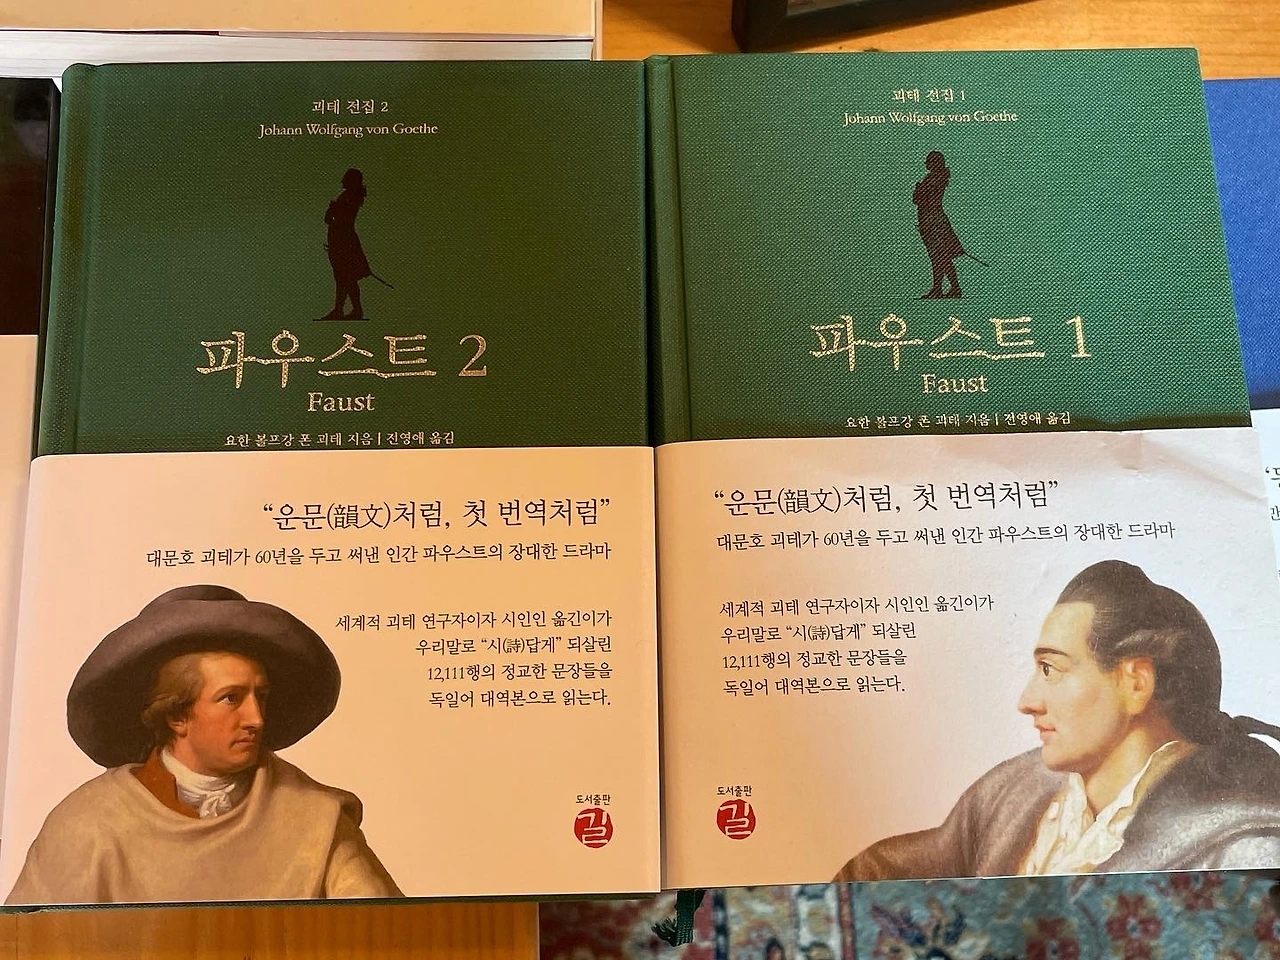 괴테 전집 2
Johann Wolfgang von Goethe
파우스트 2
Faust
요한 볼프강 폰 괴테 지음 | 전영애 옮김
“운문(韻文)처럼, 첫 번역처럼”
대문호 괴테가 60년을 두고 써낸 인간 파우스트의 장대한 드라마
세계적 괴테 연구자이자 시인인 옮긴이가
우리말로 “시(詩)답게” 되살린
12,111행의 정교한 문장들을
독일어 대역본으로 읽는다.
도서출판
길
괴테 전집 1
Johann Wolfgang von Goethe
파우스트 1
Faust
요한 볼프강 폰 괴테 지음 | 전영애 옮김
“운문(韻文)처럼, 첫 번역처럼”
대문호 괴테가 60년을 두고 써낸 인간 파우스트의 장대한 드라마
세계적 괴테 연구자이자 시인인 옮긴이가
우리말로 “시(詩)답게” 되살린
12,111행의 정교한 문장들을
독일어 대역본으로 읽는다.
도서출판
길